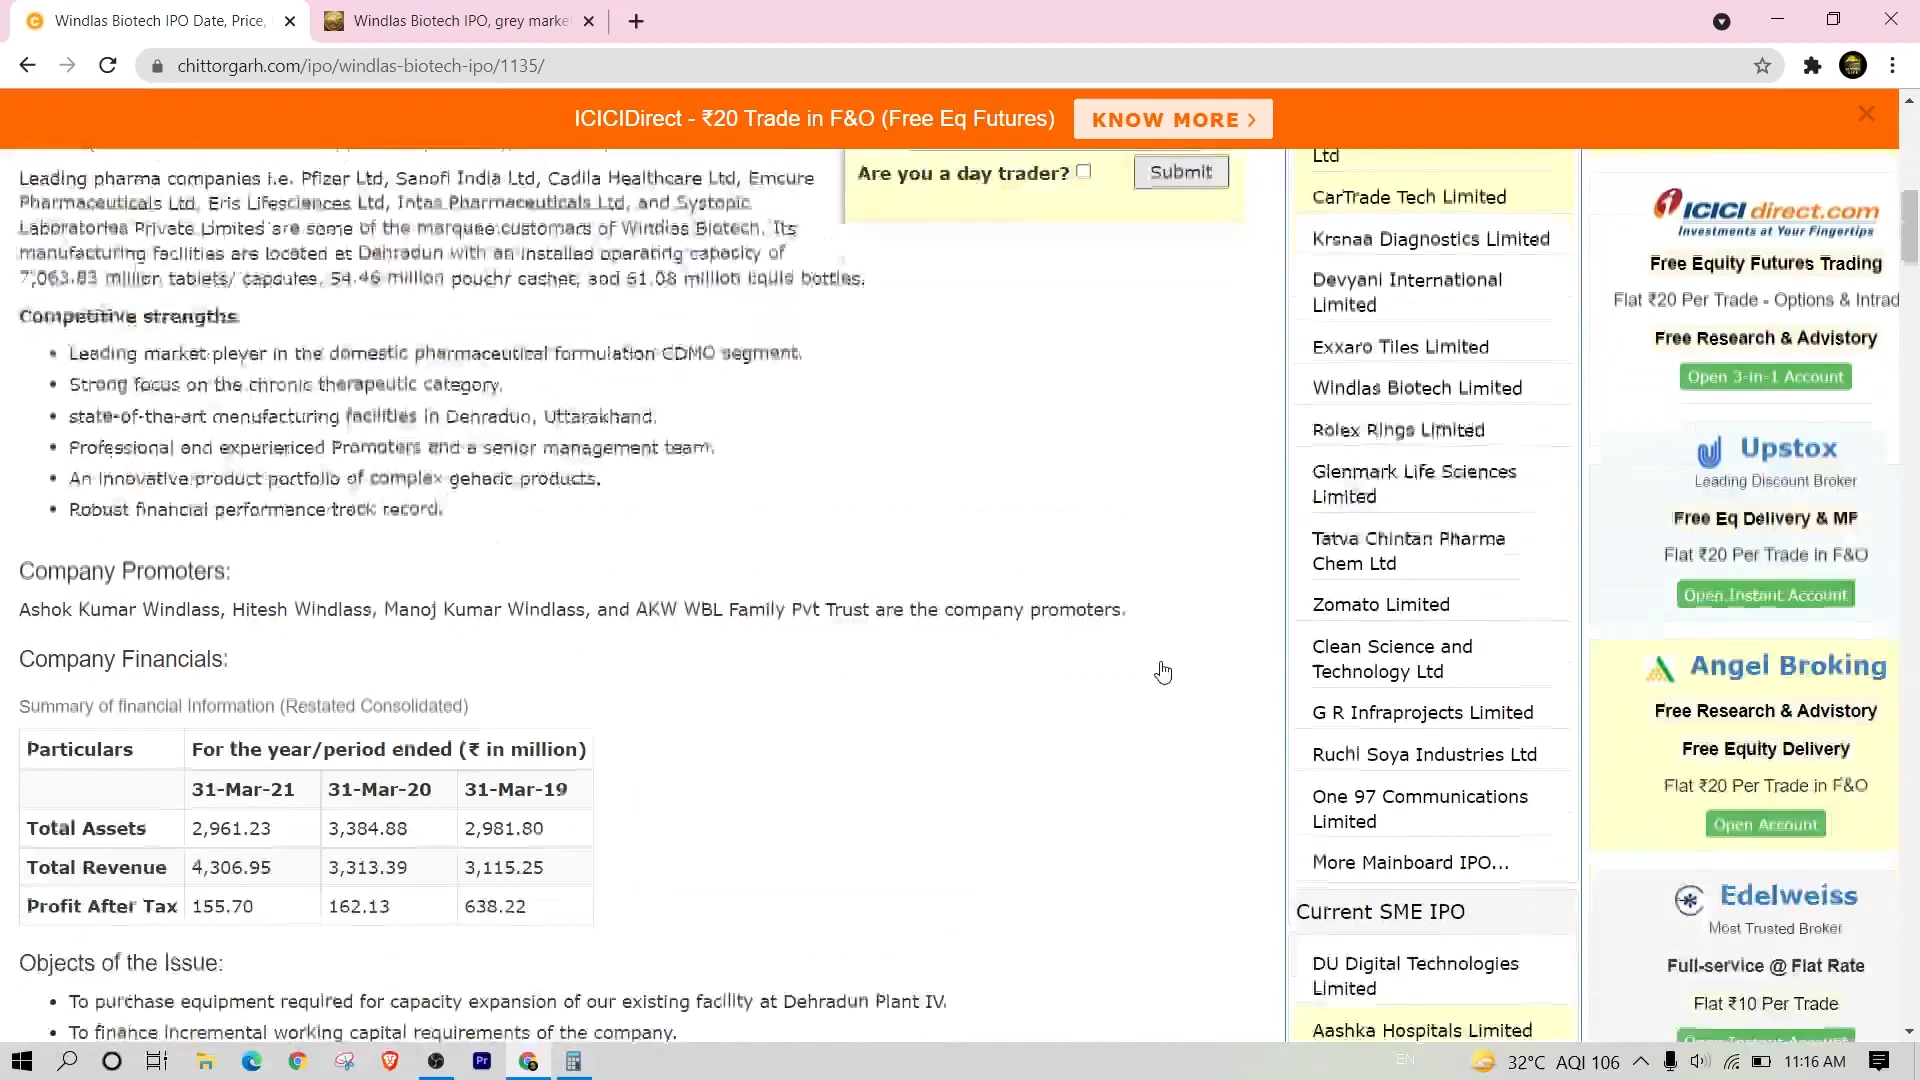 Windlas Biotech IPO Date, Price,
Windlas Biotech IPO, grey marke
chittorgarh.com/ipo/windlas-biotech-ipo/1135/
ICICIDirect - ₹20 Trade in F&O (Free Eq Futures)
KNOW MORE >
Leading pharma companies i.e. Pfizer Ltd, Sanofi India Ltd, Cadila Healthcare Ltd, Emcure
Pharmaceuticals Ltd, Eris Lifesciences Ltd, Intas Pharmaceuticals Ltd, and Systopic
Laboratories Private Limited are some of the marquee customers of Windlas Biotech. Its
manufacturing facilities are located at Dehradun with an installed operating capacity of
7,063.83 million tablets/ capsules, 54.46 million pouch/ sachet, and 61.08 million liquid bottles.
Competitive strengths
Leading market player in the domestic pharmaceutical formulation CDMO segment.
Strong focus on the chronic therapeutic category.
state-of-the-art manufacturing facilities in Dehradun, Uttarakhand.
Professional and experienced Promoters and a senior management team.
An Innovative product portfolio of complex generic products.
Robust financial performance track record.
Company Promoters:
Ashok Kumar Windlass, Hitesh Windlass, Manoj Kumar Windlass, and AKW WBL Family Pvt Trust are the company promoters.
Company Financials:
Summary of financial Information (Restated Consolidated)
Particulars For the year/period ended (₹ in million)
31-Mar-21 31-Mar-20 31-Mar-19
Total Assets 2,961.23 3,384.88 2,981.80
Total Revenue 4,306.95 3,313.39 3,115.25
Profit After Tax 155.70 162.13 638.22
Objects of the Issue:
To purchase equipment required for capacity expansion of our existing facility at Dehradun Plant IV.
To finance incremental working capital requirements of the company.
Are you a day trader?
Submit
Ltd
CarTrade Tech Limited
Krsnaa Diagnostics Limited
Devyani International
Limited
Exxaro Tiles Limited
Windlas Biotech Limited
Rolex Rings Limited
Glenmark Life Sciences
Limited
Tatva Chintan Pharma
Chem Ltd
Zomato Limited
Clean Science and
Technology Ltd
G R Infraprojects Limited
Ruchi Soya Industries Ltd
One 97 Communications
Limited
More Mainboard IPO...
Current SME IPO
DU Digital Technologies
Limited
Aashka Hospitals Limited
ICICI direct.com
Investments at Your Fingertips
Free Equity Futures Trading
Flat ₹20 Per Trade - Options & Intrad
Free Research & Advistory
Open 3-in-1 Account
Upstox
Leading Discount Broker
Free Eq Delivery & MF
Flat ₹20 Per Trade in F&O
Open Instant Account
Angel Broking
Free Research & Advistory
Free Equity Delivery
Flat ₹20 Per Trade in F&O
Open Account
Edelweiss
Most Trusted Broker
Full-service @ Flat Rate
Flat ₹10 Per Trade
Open Instant Account
Pr
EN
32°C AQI 106
11:16 AM